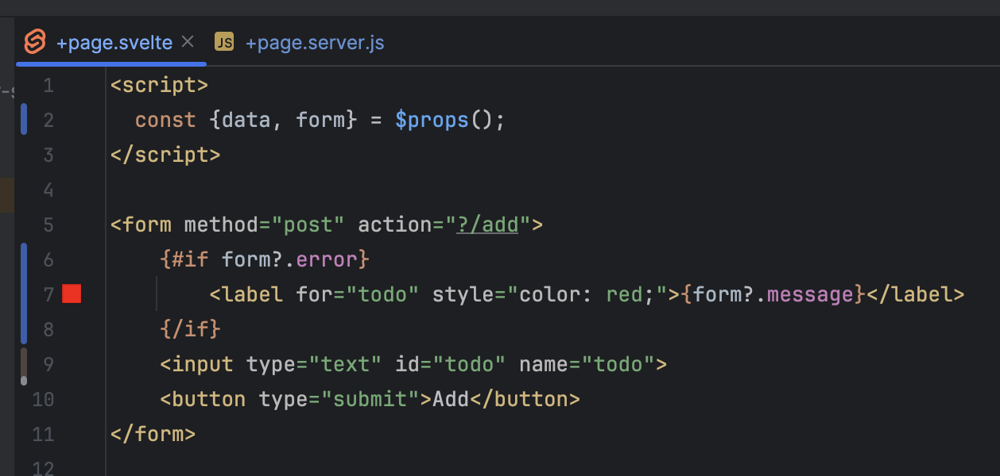 +page.svelte × JS +page.server.js
1 <script>
2 const {data, form} = $props();
3 </script>
4
5 <form method="post" action="?/add">
6 {#if form?.error}
7 <label for="todo" style="color: red;">{form?.message}</label>
8 {/if}
9 <input type="text" id="todo" name="todo">
10 <button type="submit">Add</button>
11 </form>
12